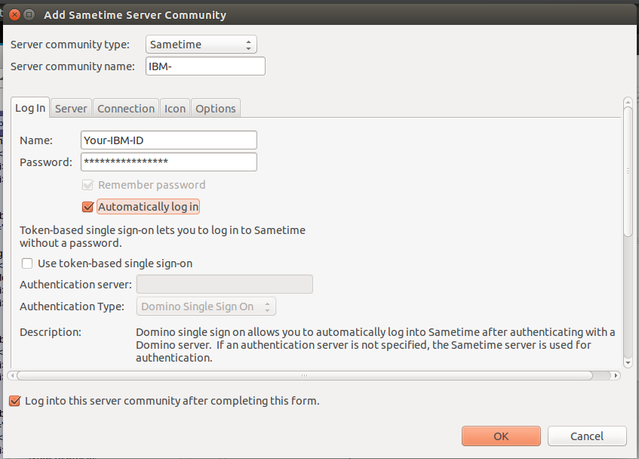 Add Sametime Server Community
Server community type: Sametime
Server community name: IBM-
Log In Server Connection Icon Options
Name: Your-IBM-ID
Password: ****************
Remember password
Automatically log in
Token-based single sign-on lets you to log in to Sametime
without a password.
Use token-based single sign-on
Authentication server:
Authentication Type: Domino Single Sign On
Description: Domino single sign on allows you to automatically log into Sametime after authenticating with a
Domino server. If an authentication server is not specified, the Sametime server is used for
authentication.
Log into this server community after completing this form.
OK Cancel